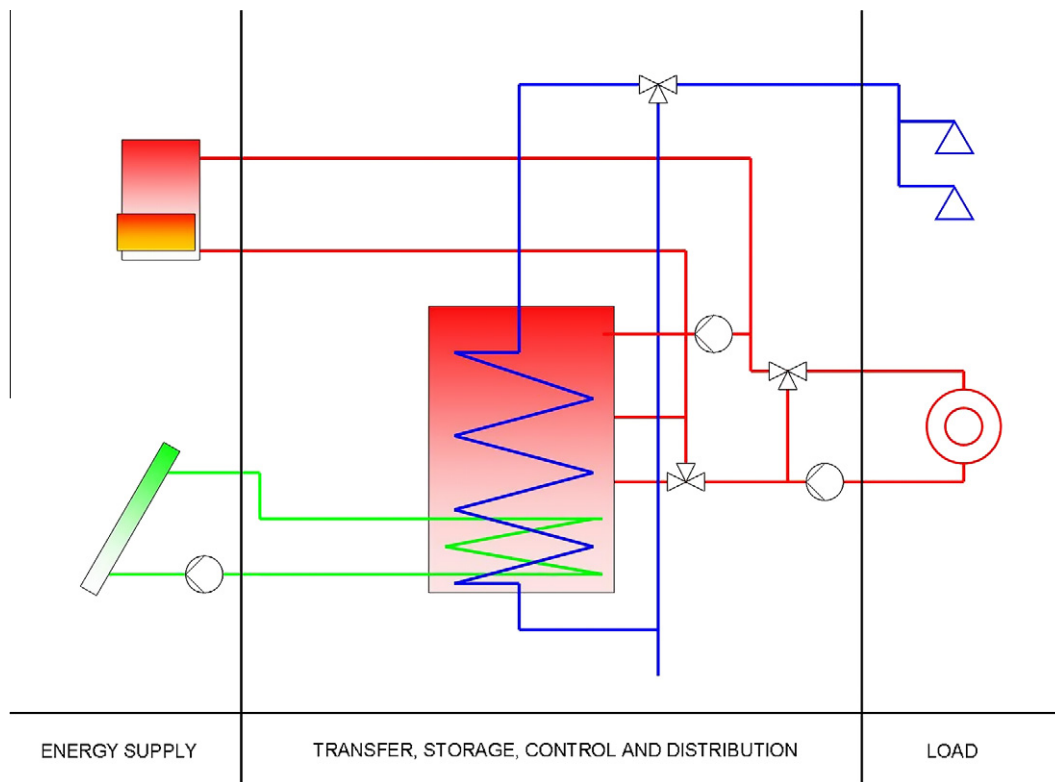 ENERGY SUPPLY
TRANSFER, STORAGE, CONTROL AND DISTRIBUTION
LOAD